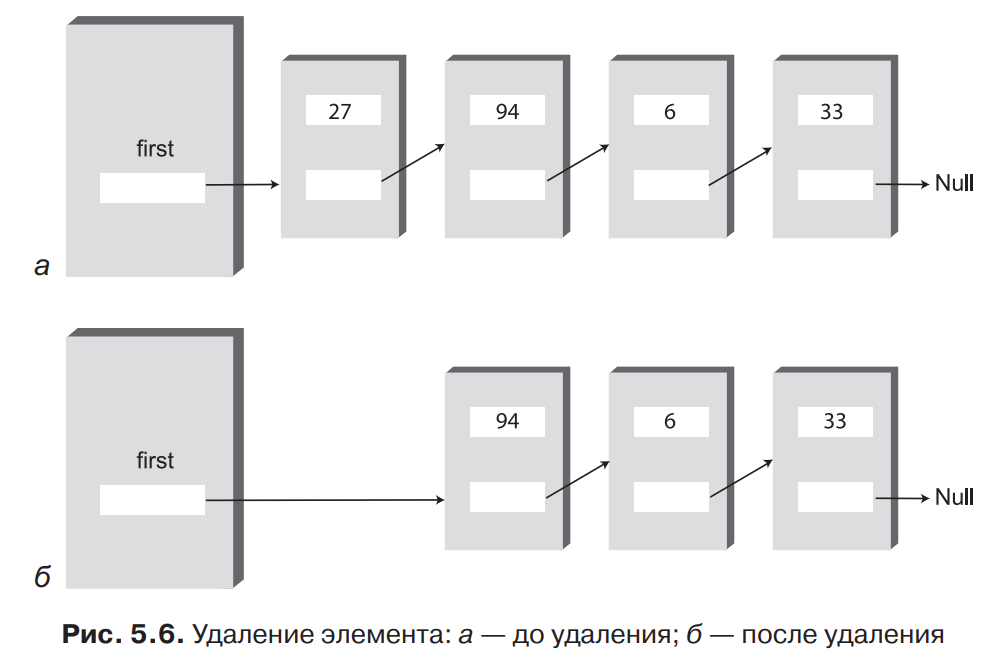 27 94 6 33
first
Null
а
94 6 33
first
Null
б
Рис. 5.6. Удаление элемента: а — до удаления; б — после удаления